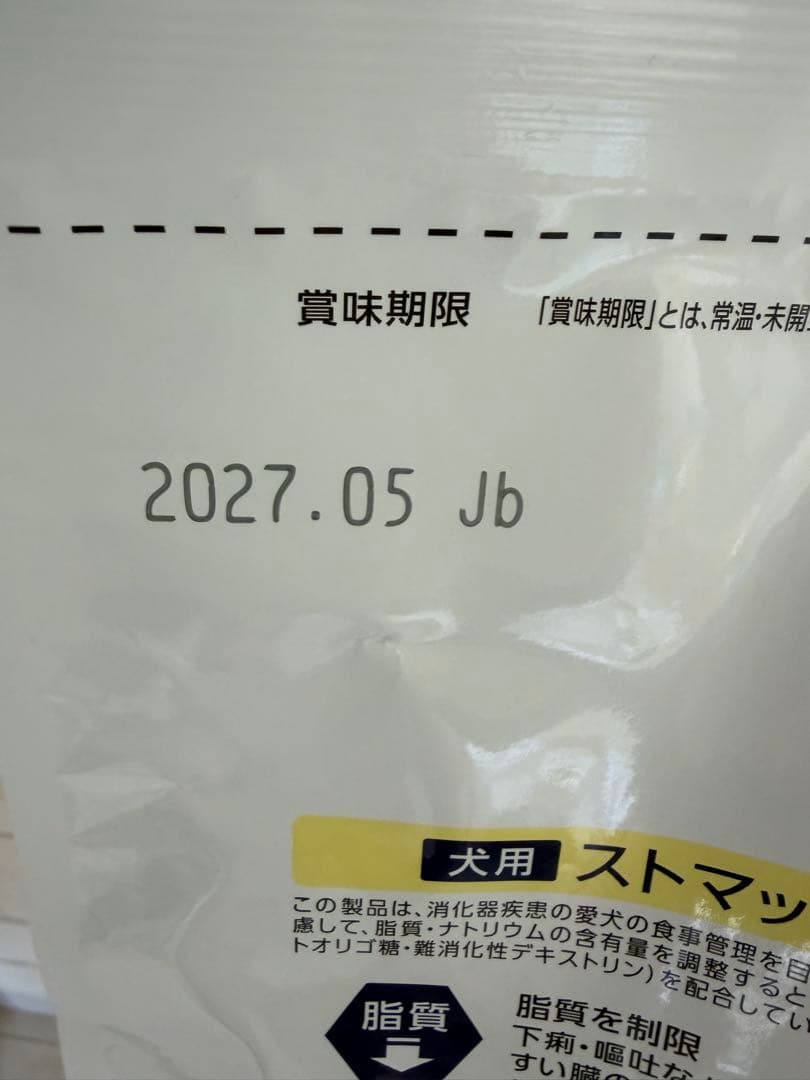 賞味期限 「賞味期限」とは、常温・未開
2027.05 Jb
犬用 ストマッ
この製品は、消化器疾患の愛犬の食事管理を目
慮して、脂質・ナトリウムの含有量を調整すると
トオリゴ糖・難消化性デキストリン)を配合してい
脂質
脂質を制限
下痢・嘔吐な
すい臓の